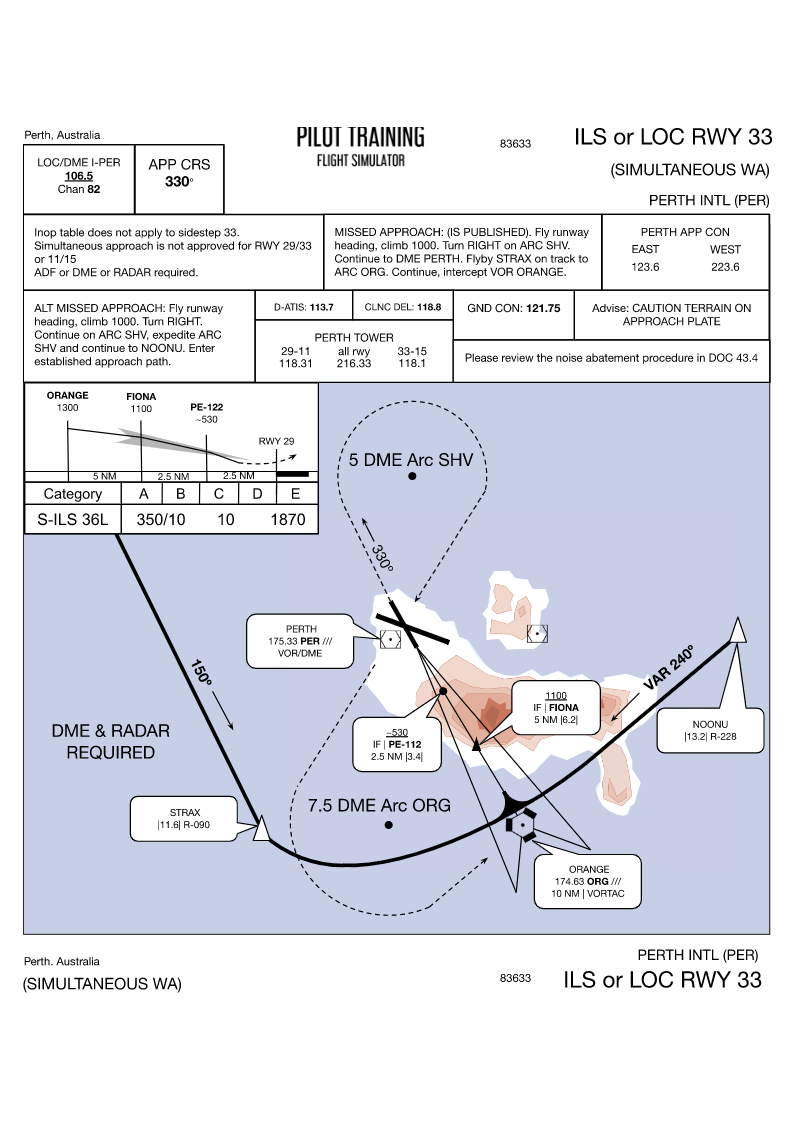 Perth, Australia
PILOT TRAINING
FLIGHT SIMULATOR
83633
ILS or LOC RWY 33
(SIMULTANEOUS WA)
PERTH INTL (PER)
LOC/DME I-PER
106.5
Chan 82
APP CRS
330°
Inop table does not apply to sidestep 33.
Simultaneous approach is not approved for RWY 29/33
or 11/15
ADF or DME or RADAR required.
MISSED APPROACH: (IS PUBLISHED). Fly runway
heading, climb 1000. Turn RIGHT on ARC SHV.
Continue to DME PERTH. Flyby STRAX on track to
ARC ORG. Continue, intercept VOR ORANGE.
PERTH APP CON
EAST WEST
123.6 223.6
ALT MISSED APPROACH: Fly runway
heading, climb 1000. Turn RIGHT.
Continue on ARC SHV, expedite ARC
SHV and continue to NOONU. Enter
established approach path.
D-ATIS: 113.7
CLNC DEL: 118.8
PERTH TOWER
29-11 all rwy 33-15
118.31 216.33 118.1
GND CON: 121.75
Advise: CAUTION TERRAIN ON
APPROACH PLATE
Please review the noise abatement procedure in DOC 43.4
ORANGE
1300
FIONA
1100
PE-122
~530
RWY 29
5 NM
2.5 NM
2.5 NM
Category A B C D E
S-ILS 36L 350/10 10 1870
5 DME Arc SHV
330°
PERTH
175.33 PER ///
VOR/DME
150°
VAR 240°
1100
IF | FIONA
5 NM |6.2|
~530
IF | PE-112
2.5 NM |3.4|
NOONU
|13.2| R-228
DME & RADAR
REQUIRED
STRAX
|11.6| R-090
7.5 DME Arc ORG
ORANGE
174.63 ORG ///
10 NM | VORTAC
Perth. Australia
(SIMULTANEOUS WA)
83633
PERTH INTL (PER)
ILS or LOC RWY 33